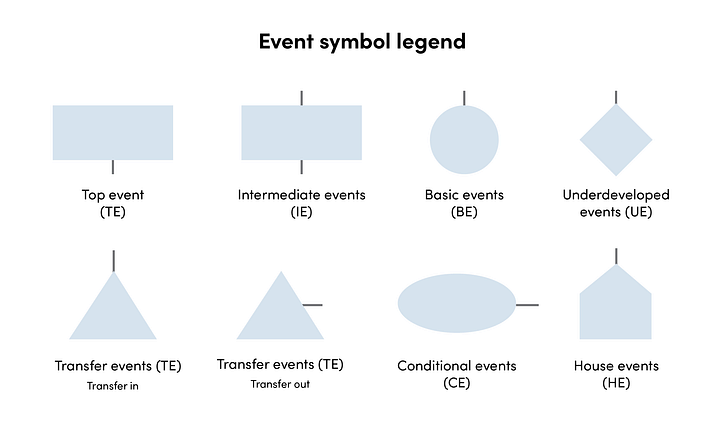 Event symbol legend
Top event
(TE)
Intermediate events
(IE)
Basic events
(BE)
Underdeveloped
events (UE)
Transfer events (TE)
Transfer in
Transfer events (TE)
Transfer out
Conditional events
(CE)
House events
(HE)